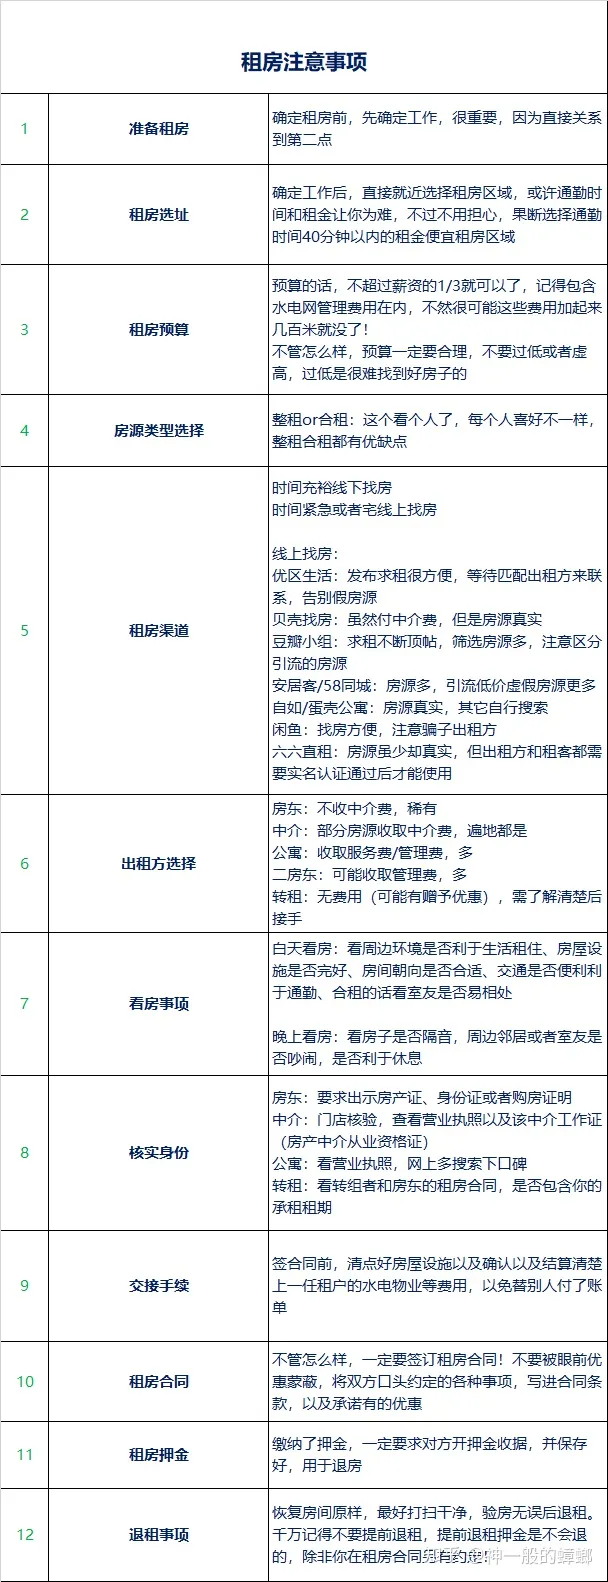 租房注意事项
1
准备租房
确定租房前，先确定工作，很重要，因为直接关系
到第二点
2
租房选址
确定工作后，直接就近选择租房区域，或许通勤时
间和租金让你为难，不过不用担心，果断选择通勤
时间40分钟以内的租金便宜租房区域
3
租房预算
预算的话，不超过薪资的1/3就可以了，记得包含
水电网管理费用在内，不然很可能这些费用加起来
几百米就没了！
不管怎么样，预算一定要合理，不要过低或者虚
高，过低是很难找到好房子的
4
房源类型选择
整租or合租：这个看个人了，每个人喜好不一样，
整租合租都有优缺点
5
租房渠道
时间充裕线下找房
时间紧急或者宅线上找房
线上找房：
优区生活：发布求租很方便，等待匹配出租方来联
系，告别假房源
贝壳找房：虽然付中介费，但是房源真实
豆瓣小组：求租不断顶帖，筛选房源多，注意区分
引流的房源
安居客/58同城：房源多，引流低价虚假房源更多
自如/蛋壳公寓：房源真实，其它自行搜索
闲鱼：找房方便，注意骗子出租方
六六直租：房源虽少却真实，但出租方和租客都需
要实名认证通过后才能使用
6
出租方选择
房东：不收中介费，稀有
中介：部分房源收取中介费，遍地都是
公寓：收取服务费/管理费，多
二房东：可能收取管理费，多
转租：无费用（可能有赠予优惠），需了解清楚后
接手
7
看房事项
白天看房：看周边环境是否利于生活租住、房屋设
施是否完好、房间朝向是否合适、交通是否便利利
于通勤、合租的话看室友是否易相处
晚上看房：看房子是否隔音，周边邻居或者室友是
否吵闹，是否利于休息
8
核实身份
房东：要求出示房产证、身份证或者购房证明
中介：门店核验，查看营业执照以及该中介工作证
（房产中介从业资格证）
公寓：看营业执照，网上多搜索下口碑
转租：看转组者和房东的租房合同，是否包含你的
承租租期
9
交接手续
签合同前，清点好房屋设施以及确认以及结算清楚
上一任租户的水电物业等费用，以免替别人付了账
单
10
租房合同
不管怎么样，一定要签订租房合同！不要被眼前优
惠蒙蔽，将双方口头约定的各种事项，写进合同条
款，以及承诺有的优惠
11
租房押金
缴纳了押金，一定要求对方开押金收据，并保存
好，用于退房
12
退租事项
恢复房间原样，最好打扫干净，验房无误后退租。
千万记得不要提前退租，提前退租押金是不会退
的，除非你在租房合同另有约定！
知乎 @神一般的蟑螂